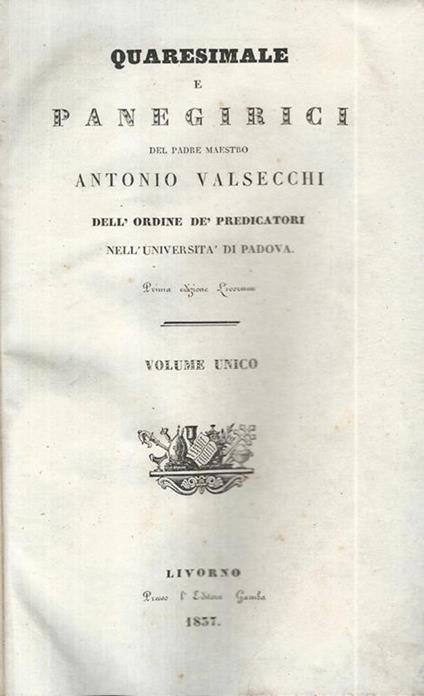 QUARESIMALE
E
PANEGIRICI
DEL PADRE MAESTRO
ANTONIO VALSECCHI
DELL' ORDINE DE' PREDICATORI
NELL'UNIVERSITA' DI PADOVA.
Prima edizione Livornese
VOLUME UNICO
LIVORNO
Presso l' Editore Gamba
1837.